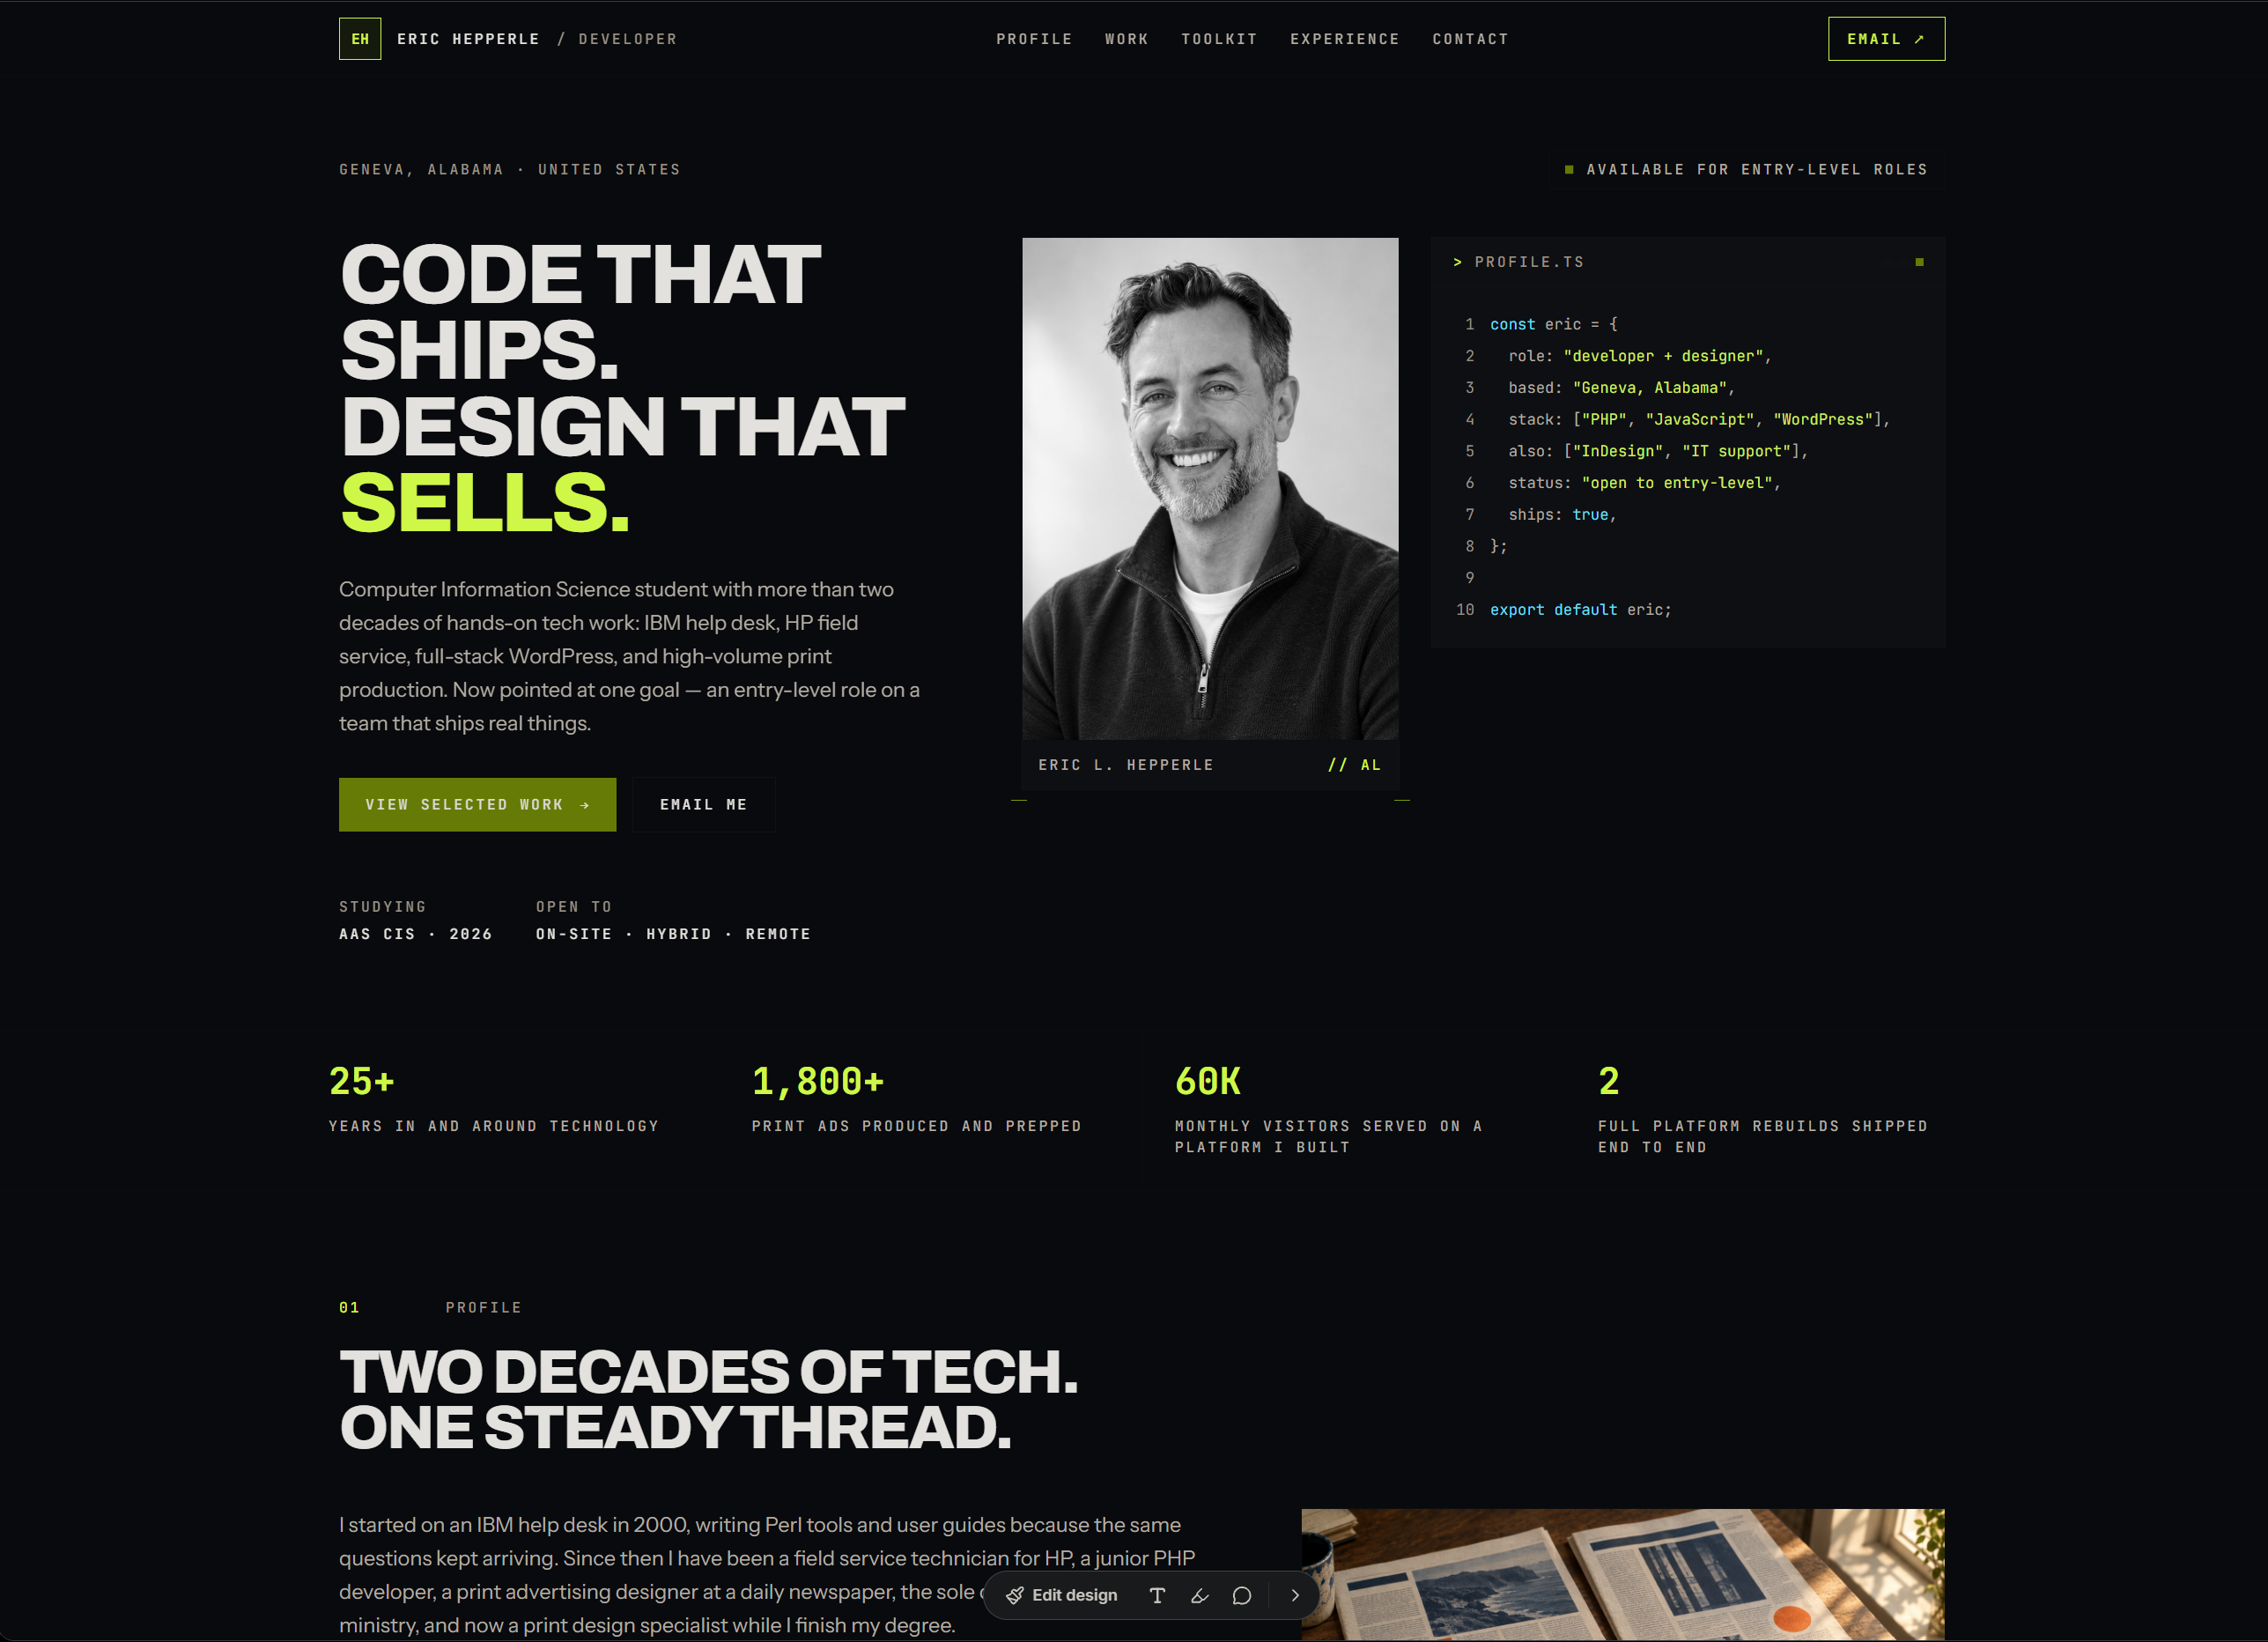 EH ERIC HEPPERLE / DEVELOPER
PROFILE WORK TOOLKIT EXPERIENCE CONTACT
EMAIL ↗
GENEVA, ALABAMA · UNITED STATES
AVAILABLE FOR ENTRY-LEVEL ROLES
CODE THAT
SHIPS.
DESIGN THAT
SELLS.
Computer Information Science student with more than two
decades of hands-on tech work: IBM help desk, HP field
service, full-stack WordPress, and high-volume print
production. Now pointed at one goal — an entry-level role on a
team that ships real things.
VIEW SELECTED WORK →
EMAIL ME
STUDYING
AAS CIS · 2026
OPEN TO
ON-SITE · HYBRID · REMOTE
ERIC L. HEPPERLE // AL
> PROFILE.TS
1 const eric = {
2 role: "developer + designer",
3 based: "Geneva, Alabama",
4 stack: ["PHP", "JavaScript", "WordPress"],
5 also: ["InDesign", "IT support"],
6 status: "open to entry-level",
7 ships: true,
8 };
9
10 export default eric;
25+
YEARS IN AND AROUND TECHNOLOGY
1,800+
PRINT ADS PRODUCED AND PREPPED
60K
MONTHLY VISITORS SERVED ON A
PLATFORM I BUILT
2
FULL PLATFORM REBUILDS SHIPPED
END TO END
01 PROFILE
TWO DECADES OF TECH.
ONE STEADY THREAD.
I started on an IBM help desk in 2000, writing Perl tools and user guides because the same
questions kept arriving. Since then I have been a field service technician for HP, a junior PHP
developer, a print advertising designer at a daily newspaper, the sole
ministry, and now a print design specialist while I finish my degree.
Edit design